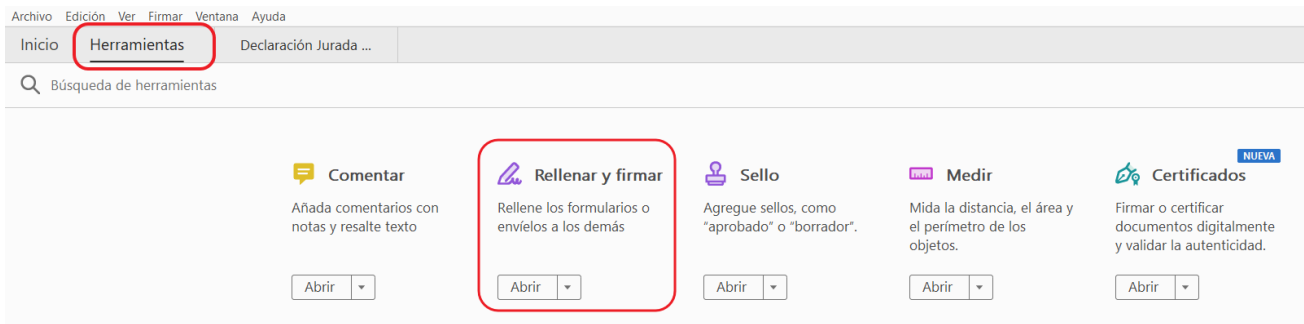 Archivo Edición Ver Firmar Ventana Ayuda
Inicio Herramientas Declaración Jurada ...
Búsqueda de herramientas
NUEVA
Comentar Rellenar y firmar Sello Medir Certificados
Añada comentarios con Rellene los formularios o Agregue sellos, como Mida la distancia, el área y Firmar o certificar
notas y resalte texto envíelos a los demás "aprobado" o "borrador". el perímetro de los documentos digitalmente
objetos. y validar la autenticidad.
Abrir Abrir Abrir Abrir Abrir